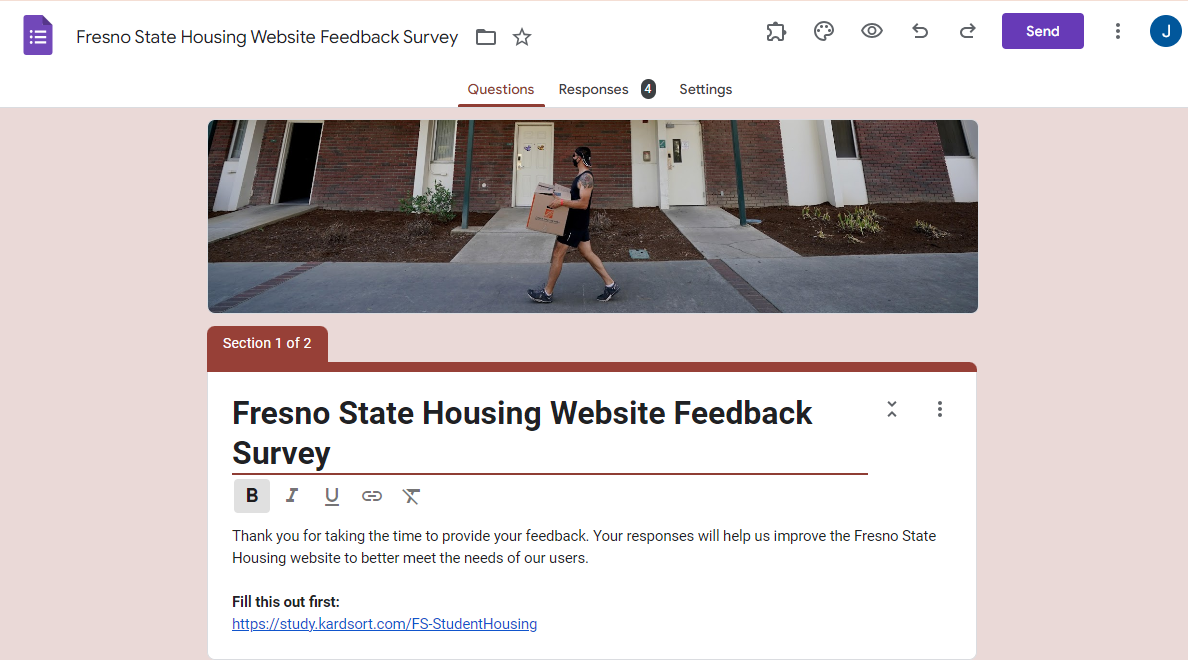 Fresno State Housing Website Feedback Survey
Send
J
Questions
Responses 4
Settings
Section 1 of 2
Fresno State Housing Website Feedback
Survey
B I U
Thank you for taking the time to provide your feedback. Your responses will help us improve the Fresno State
Housing website to better meet the needs of our users.
Fill this out first:
https://study.kardsort.com/FS-StudentHousing